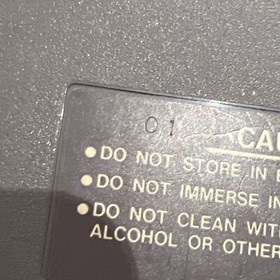 01
CAU
● DO NOT STORE IN E
● DO NOT IMMERSE IN
● DO NOT CLEAN WIT
ALCOHOL OR OTHER